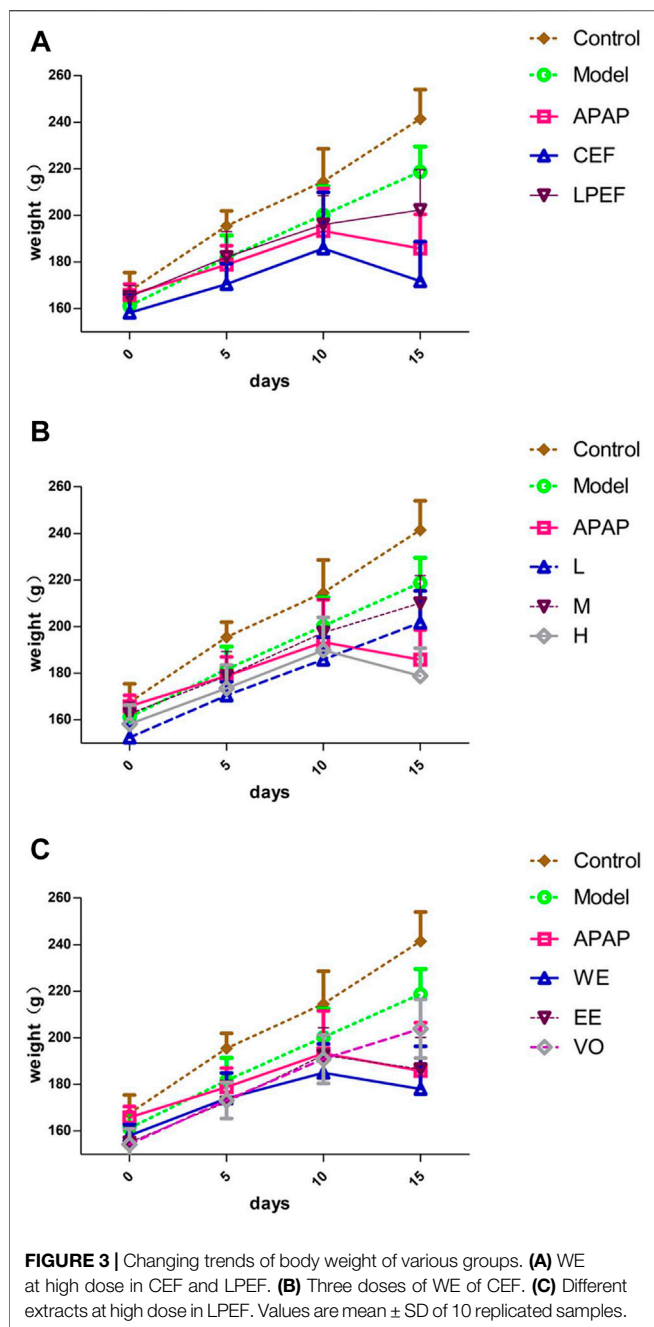 A
Control
Model
APAP
CEF
LPEF
weight（g）
260
240
220
200
180
160
0
5
10
15
days
B
Control
Model
APAP
L
M
H
weight（g）
260
240
220
200
180
160
0
5
10
15
days
C
Control
Model
APAP
WE
EE
VO
weight（g）
260
240
220
200
180
160
0
5
10
15
days
FIGURE 3 | Changing trends of body weight of various groups. (A) WE
at high dose in CEF and LPEF. (B) Three doses of WE of CEF. (C) Different
extracts at high dose in LPEF. Values are mean ± SD of 10 replicated samples.